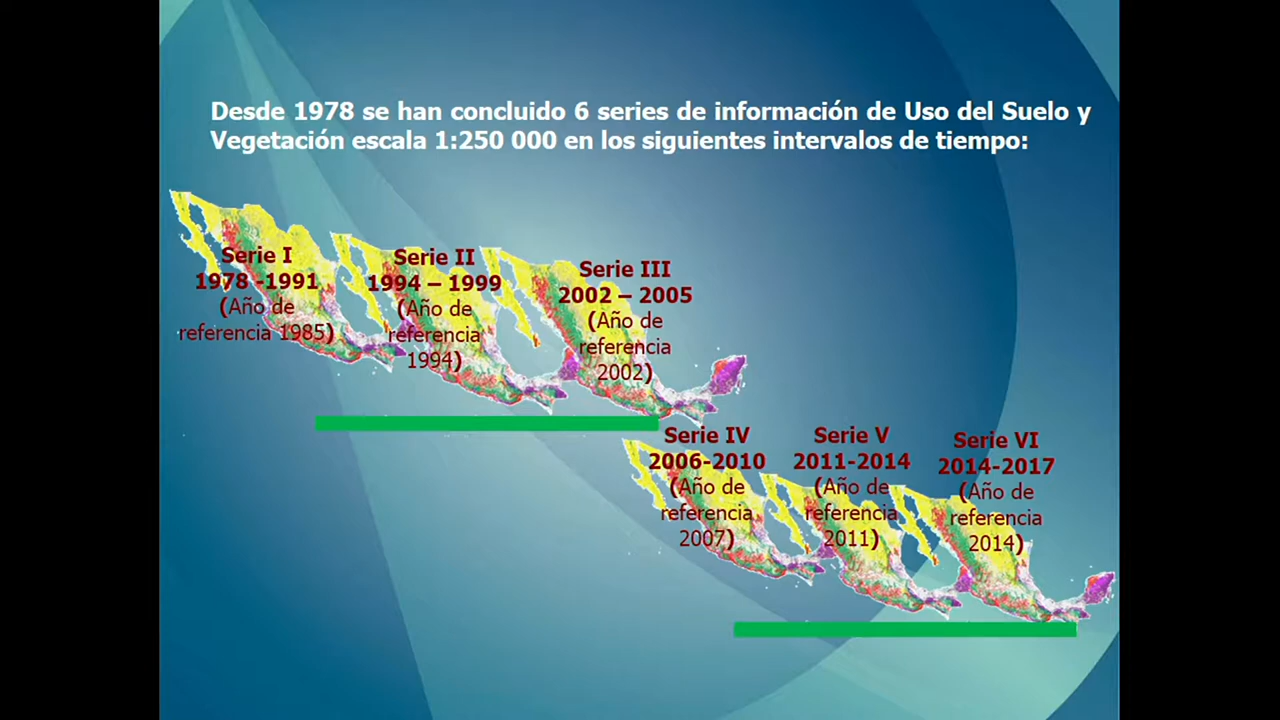 Desde 1978 se han concluido 6 series de información de Uso del Suelo y
Vegetación escala 1:250 000 en los siguientes intervalos de tiempo:
Serie I
1978 -1991
(Año de
referencia 1985)
Serie II
1994 – 1999
(Año de
referencia
1994)
Serie III
2002 – 2005
(Año de
referencia
2002)
Serie IV
2006-2010
(Año de
referencia
2007)
Serie V
2011-2014
(Año de
referencia
2011)
Serie VI
2014-2017
(Año de
referencia
2014)